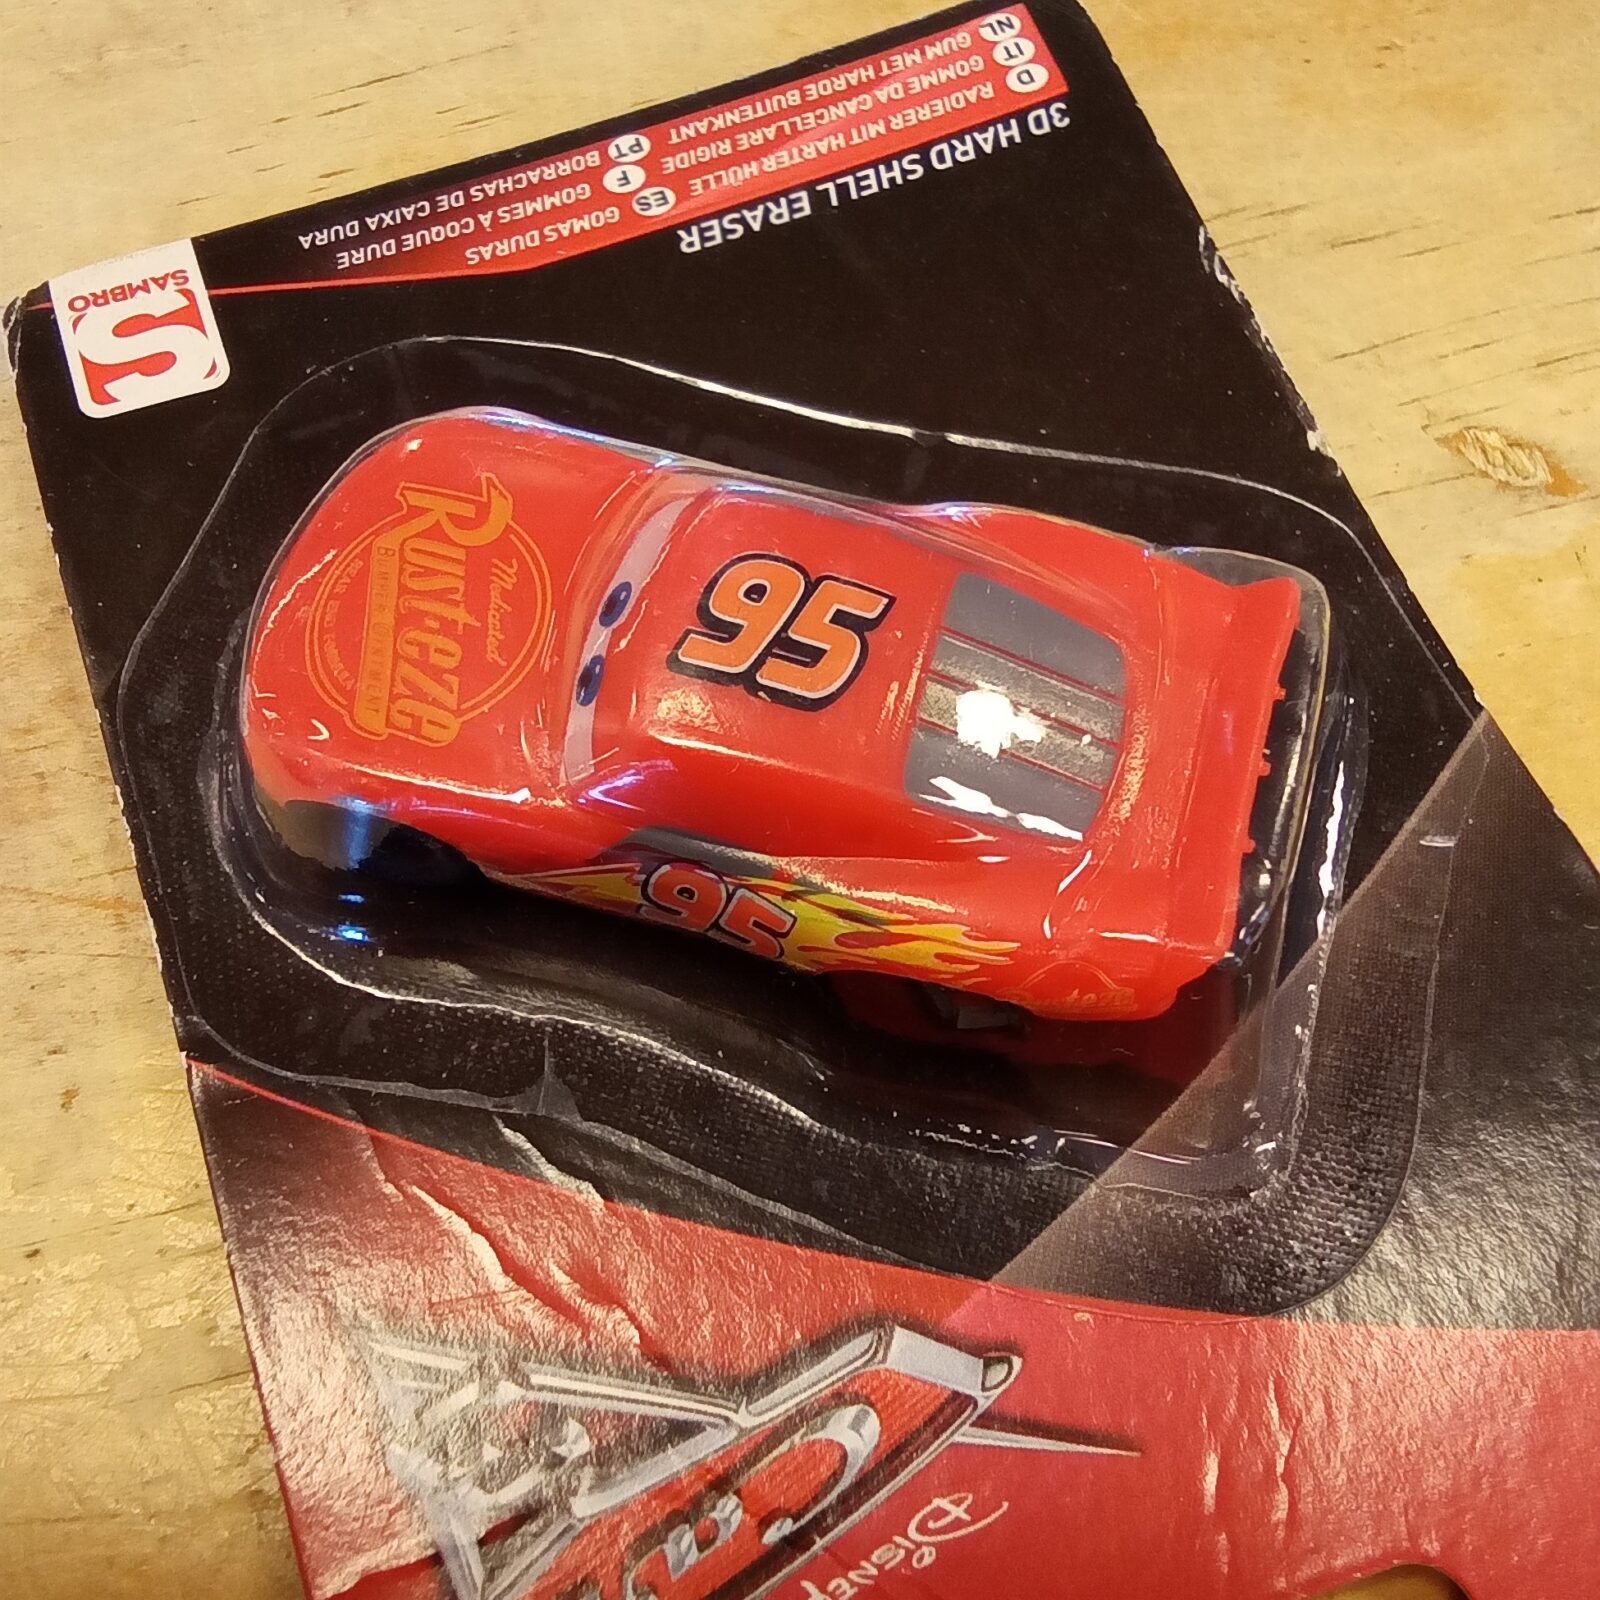 3D HARD SHELL ERASER
D RADIERER MIT HARTER HÜLLE
IT GOMME DA CANCELLARE RIGIDE
NL GUM MET HARDE BUITENKANT
ES GOMAS DURAS
F GOMMES À COQUE DURE
PT BORRACHAS DE CAIXA DURA
S
SAMBRO
Medicated
Rust-eze
BUMPER OINTMENT
95
95
Rust-eze
Disney